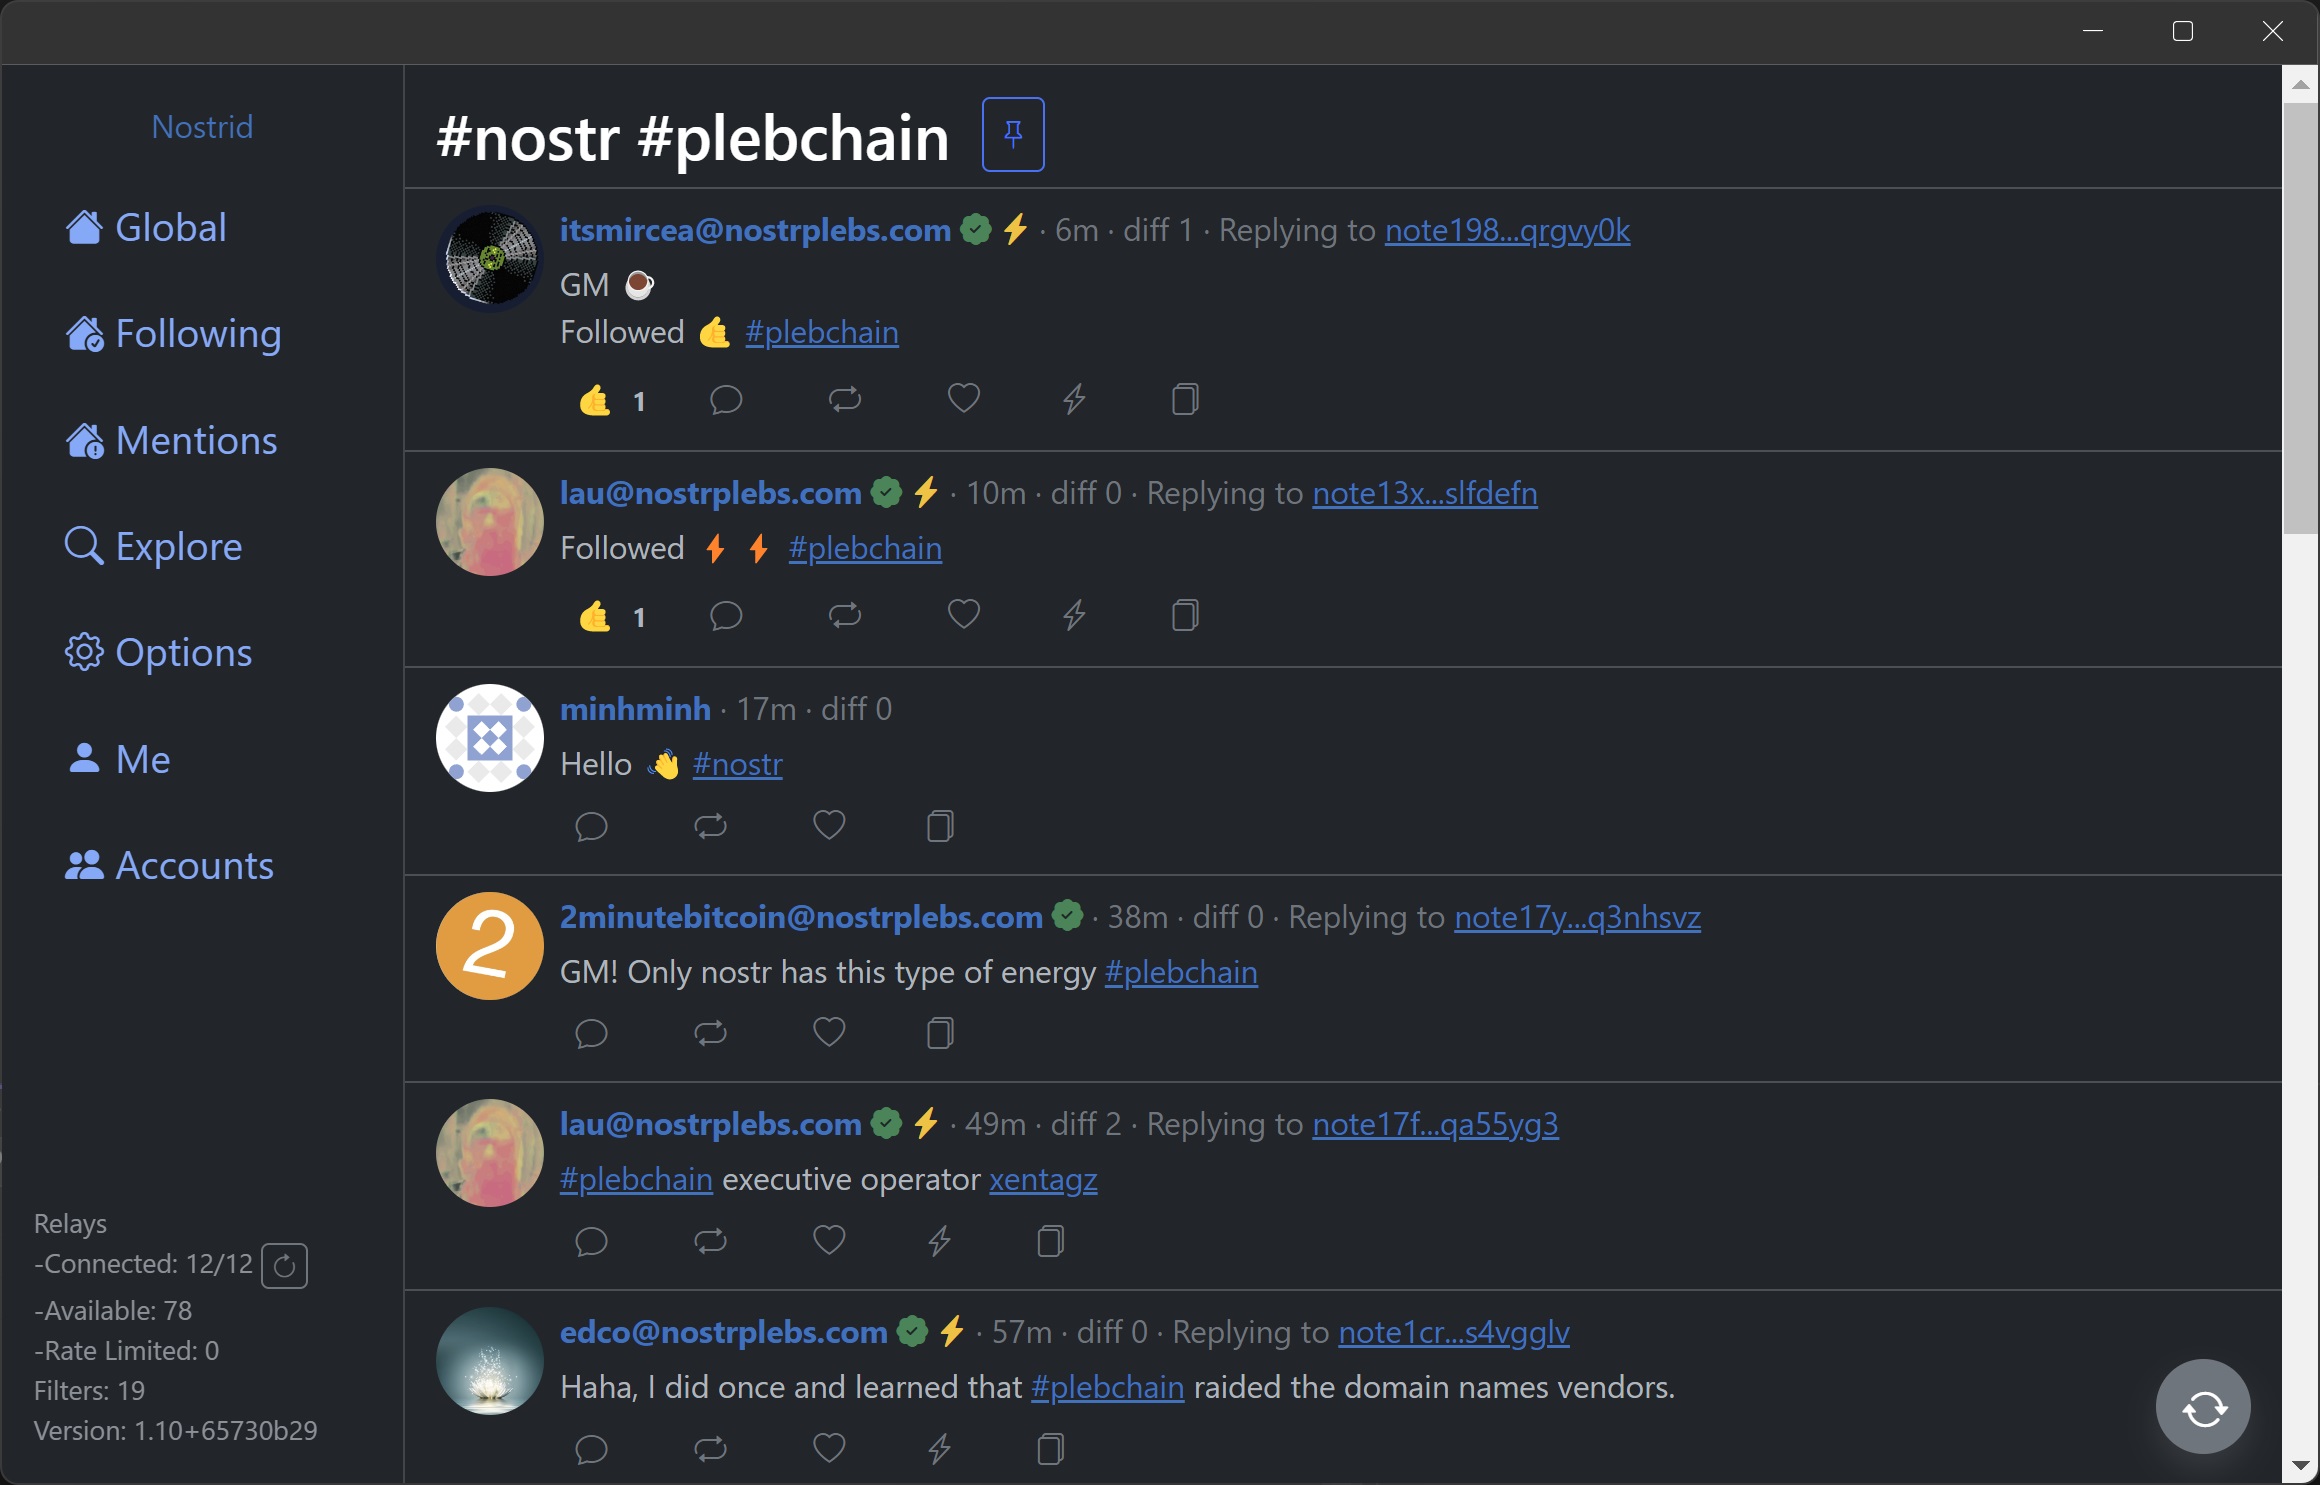 Nostrid
Global
Following
Mentions
Explore
Options
Me
Accounts
Relays
-Connected: 12/12
-Available: 78
-Rate Limited: 0
Filters: 19
Version: 1.10+65730b29
#nostr #plebchain
itsmircea@nostrplebs.com ⚡ · 6m · diff 1 · Replying to note198...qrgvy0k
GM ☕
Followed 🤙 #plebchain
🤙 1
lau@nostrplebs.com ⚡ · 10m · diff 0 · Replying to note13x...slfdefn
Followed ⚡ ⚡ #plebchain
🤙 1
minhminh · 17m · diff 0
Hello 👋 #nostr
2
2minutebitcoin@nostrplebs.com · 38m · diff 0 · Replying to note17y...q3nhsvz
GM! Only nostr has this type of energy #plebchain
lau@nostrplebs.com ⚡ · 49m · diff 2 · Replying to note17f...qa55yg3
#plebchain executive operator xentagz
edco@nostrplebs.com ⚡ · 57m · diff 0 · Replying to note1cr...s4vgglv
Haha, I did once and learned that #plebchain raided the domain names vendors.